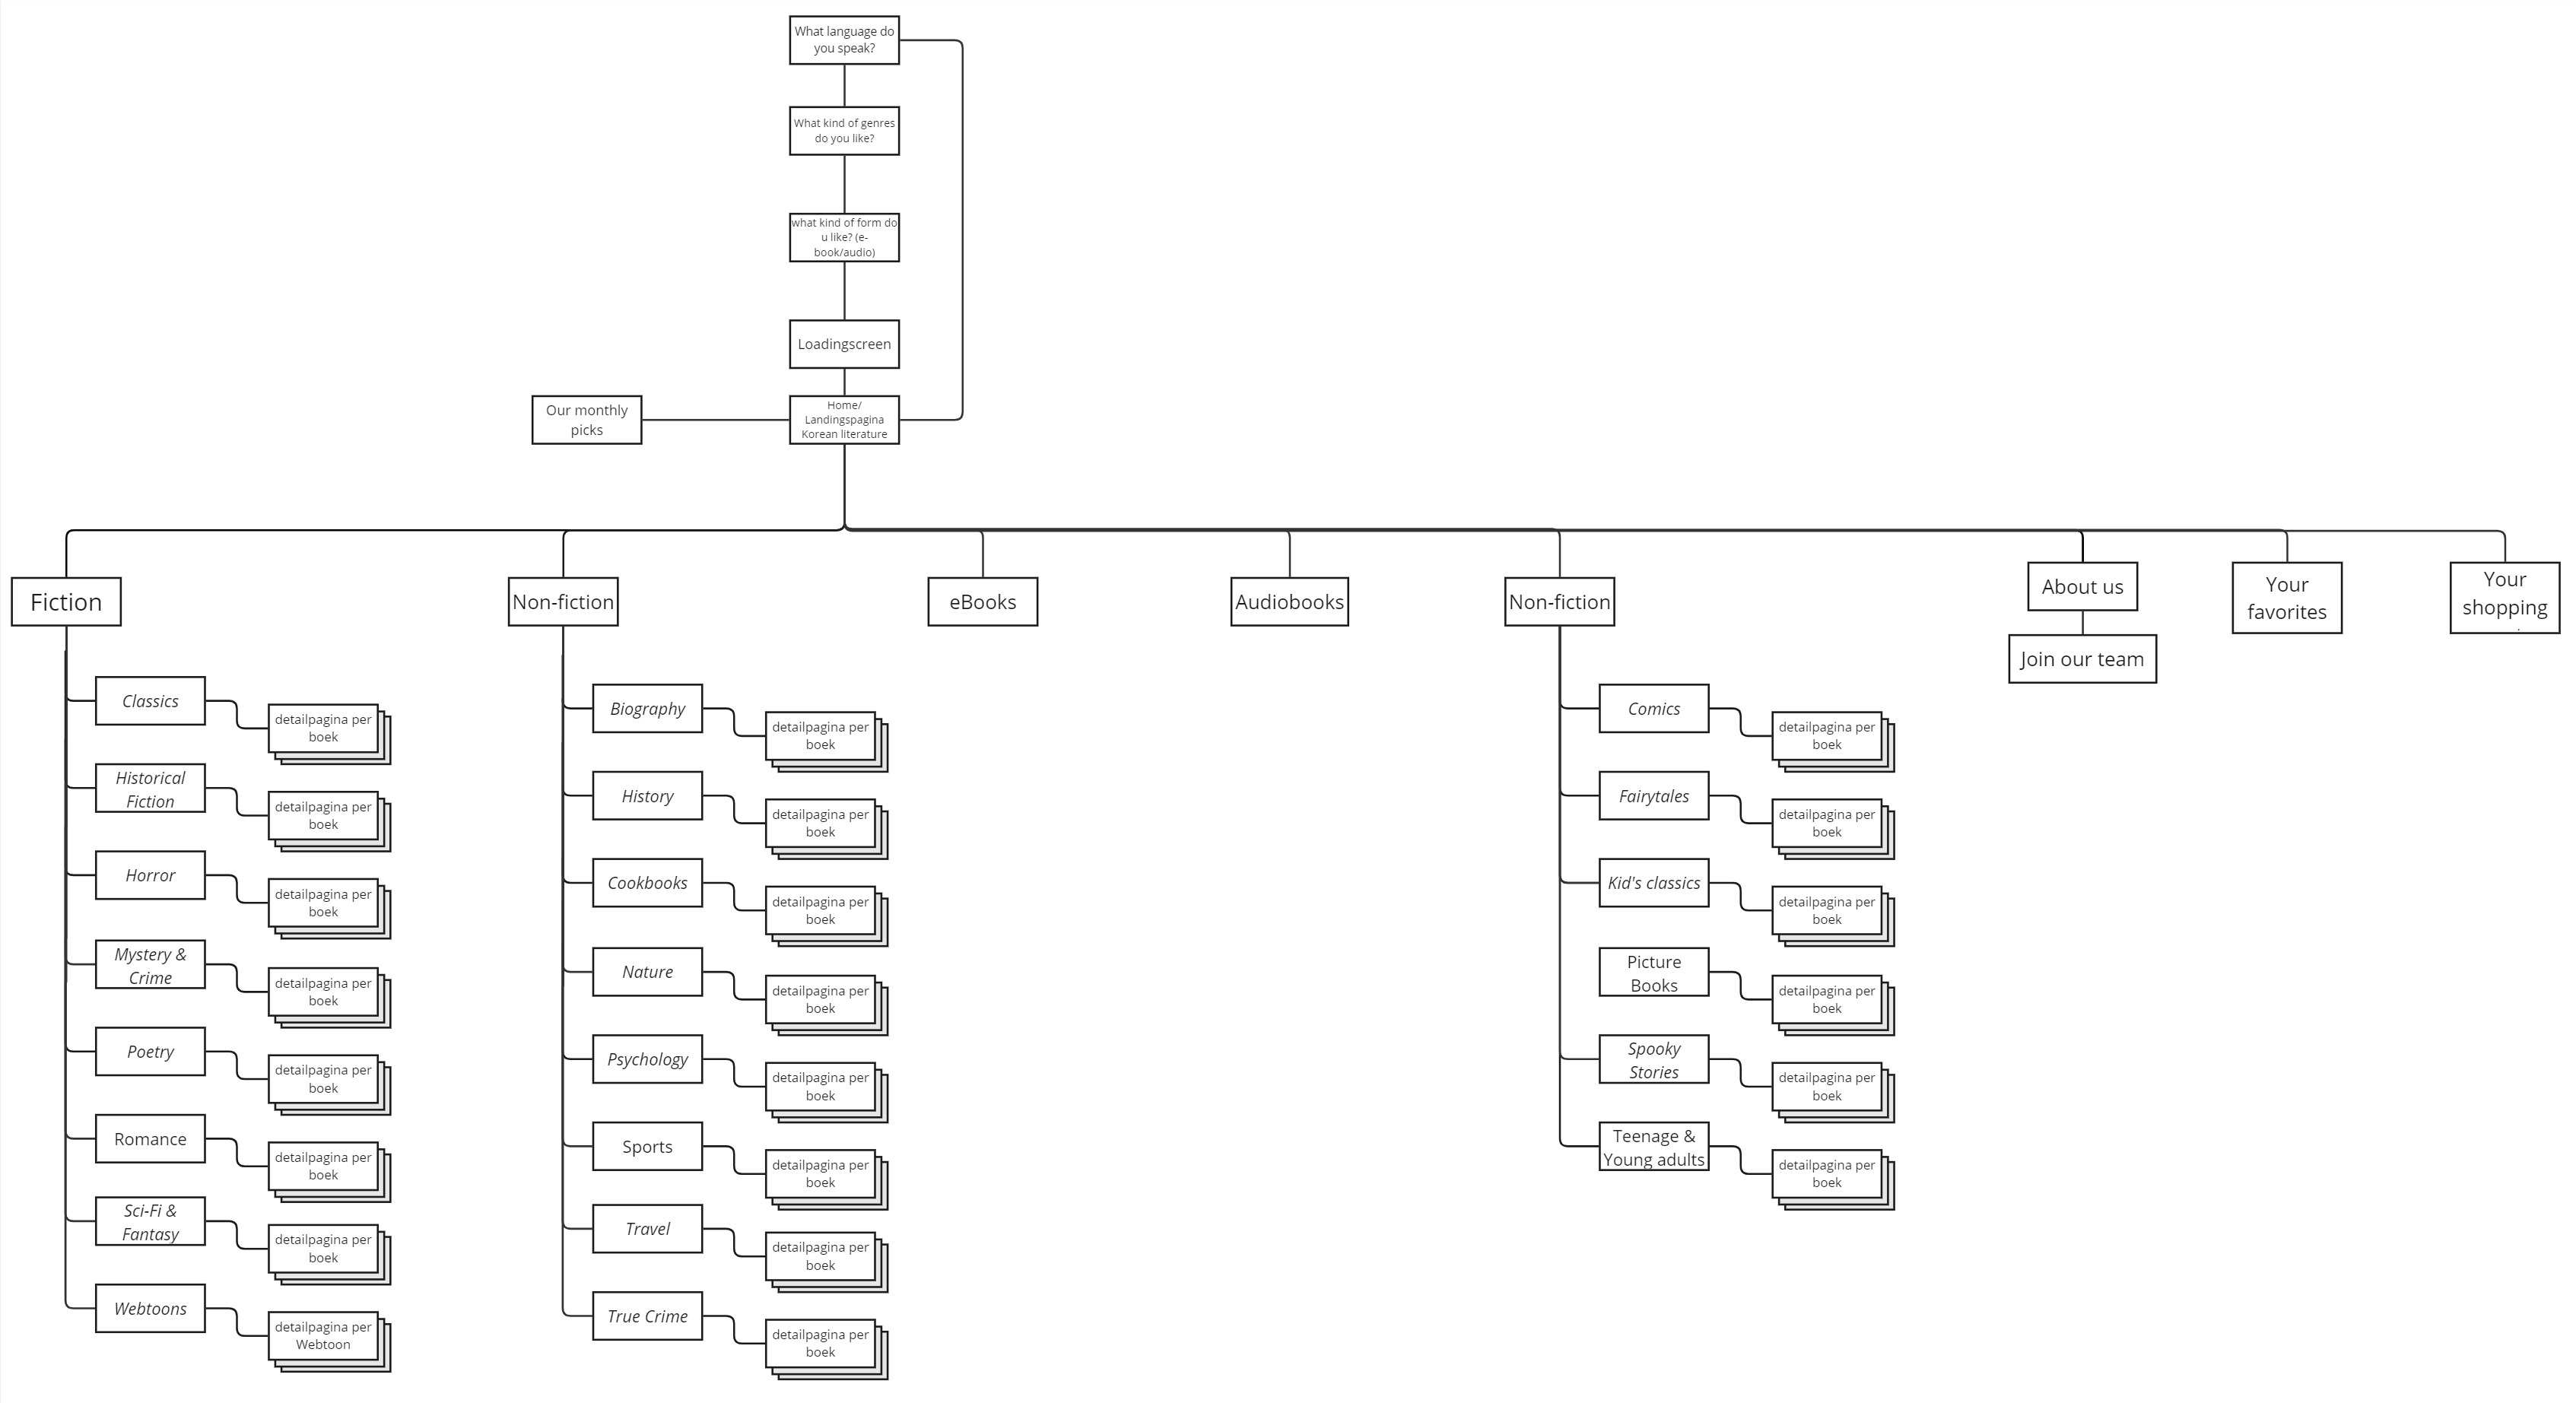 What language do
you speak?
What kind of genres
do you like?
what kind of form do
u like? (e-
book/audio)
Loadingscreen
Our monthly
picks
Home/
Landingspagina
Korean literature
Fiction
Non-fiction
eBooks
Audiobooks
Non-fiction
About us
Your
favorites
Your
shopping
Join our team
Classics
detailpagina per
boek
Historical
Fiction
detailpagina per
boek
Horror
detailpagina per
boek
Mystery &
Crime
detailpagina per
boek
Poetry
detailpagina per
boek
Romance
detailpagina per
boek
Sci-Fi &
Fantasy
detailpagina per
boek
Webtoons
detailpagina per
Webtoon
Biography
detailpagina per
boek
History
detailpagina per
boek
Cookbooks
detailpagina per
boek
Nature
detailpagina per
boek
Psychology
detailpagina per
boek
Sports
detailpagina per
boek
Travel
detailpagina per
boek
True Crime
detailpagina per
boek
Comics
detailpagina per
boek
Fairytales
detailpagina per
boek
Kid's classics
detailpagina per
boek
Picture
Books
detailpagina per
boek
Spooky
Stories
detailpagina per
boek
Teenage &
Young adults
detailpagina per
boek